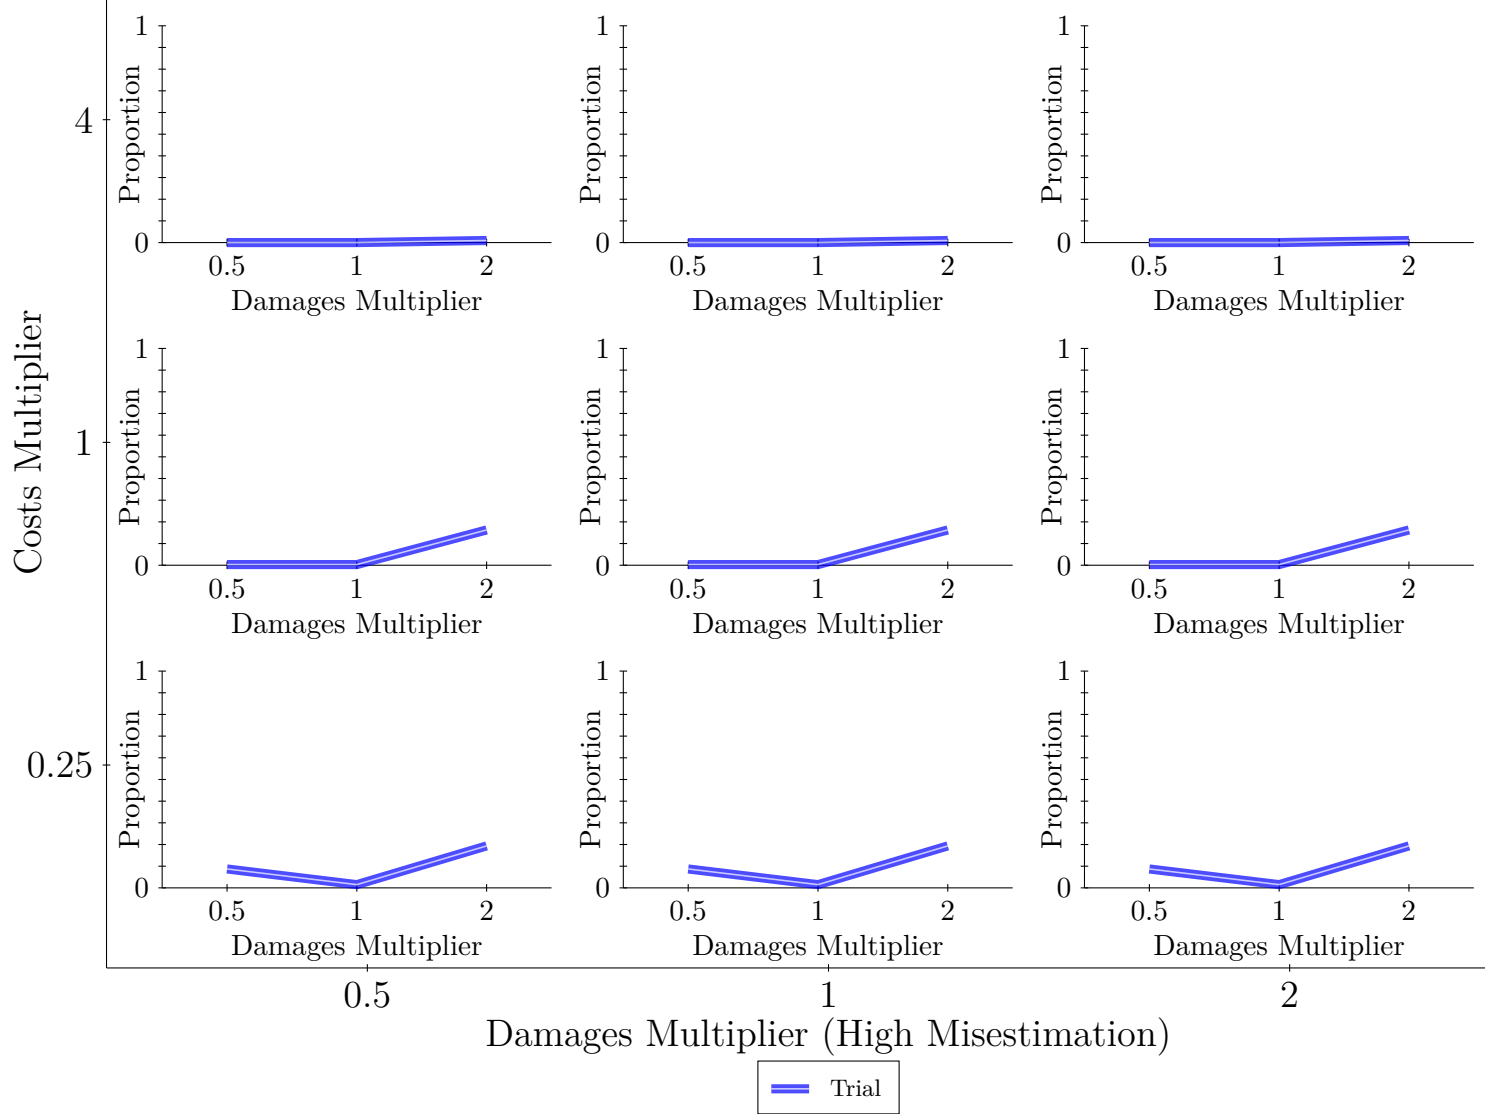 Costs Multiplier
4
1
0.25
1
Proportion
0
0.5 1 2
Damages Multiplier
1
Proportion
0
0.5 1 2
Damages Multiplier
1
Proportion
0
0.5 1 2
Damages Multiplier
1
Proportion
0
0.5 1 2
Damages Multiplier
1
Proportion
0
0.5 1 2
Damages Multiplier
1
Proportion
0
0.5 1 2
Damages Multiplier
1
Proportion
0
0.5 1 2
Damages Multiplier
1
Proportion
0
0.5 1 2
Damages Multiplier
1
Proportion
0
0.5 1 2
Damages Multiplier
0.5 1 2
Damages Multiplier (High Misestimation)
Trial